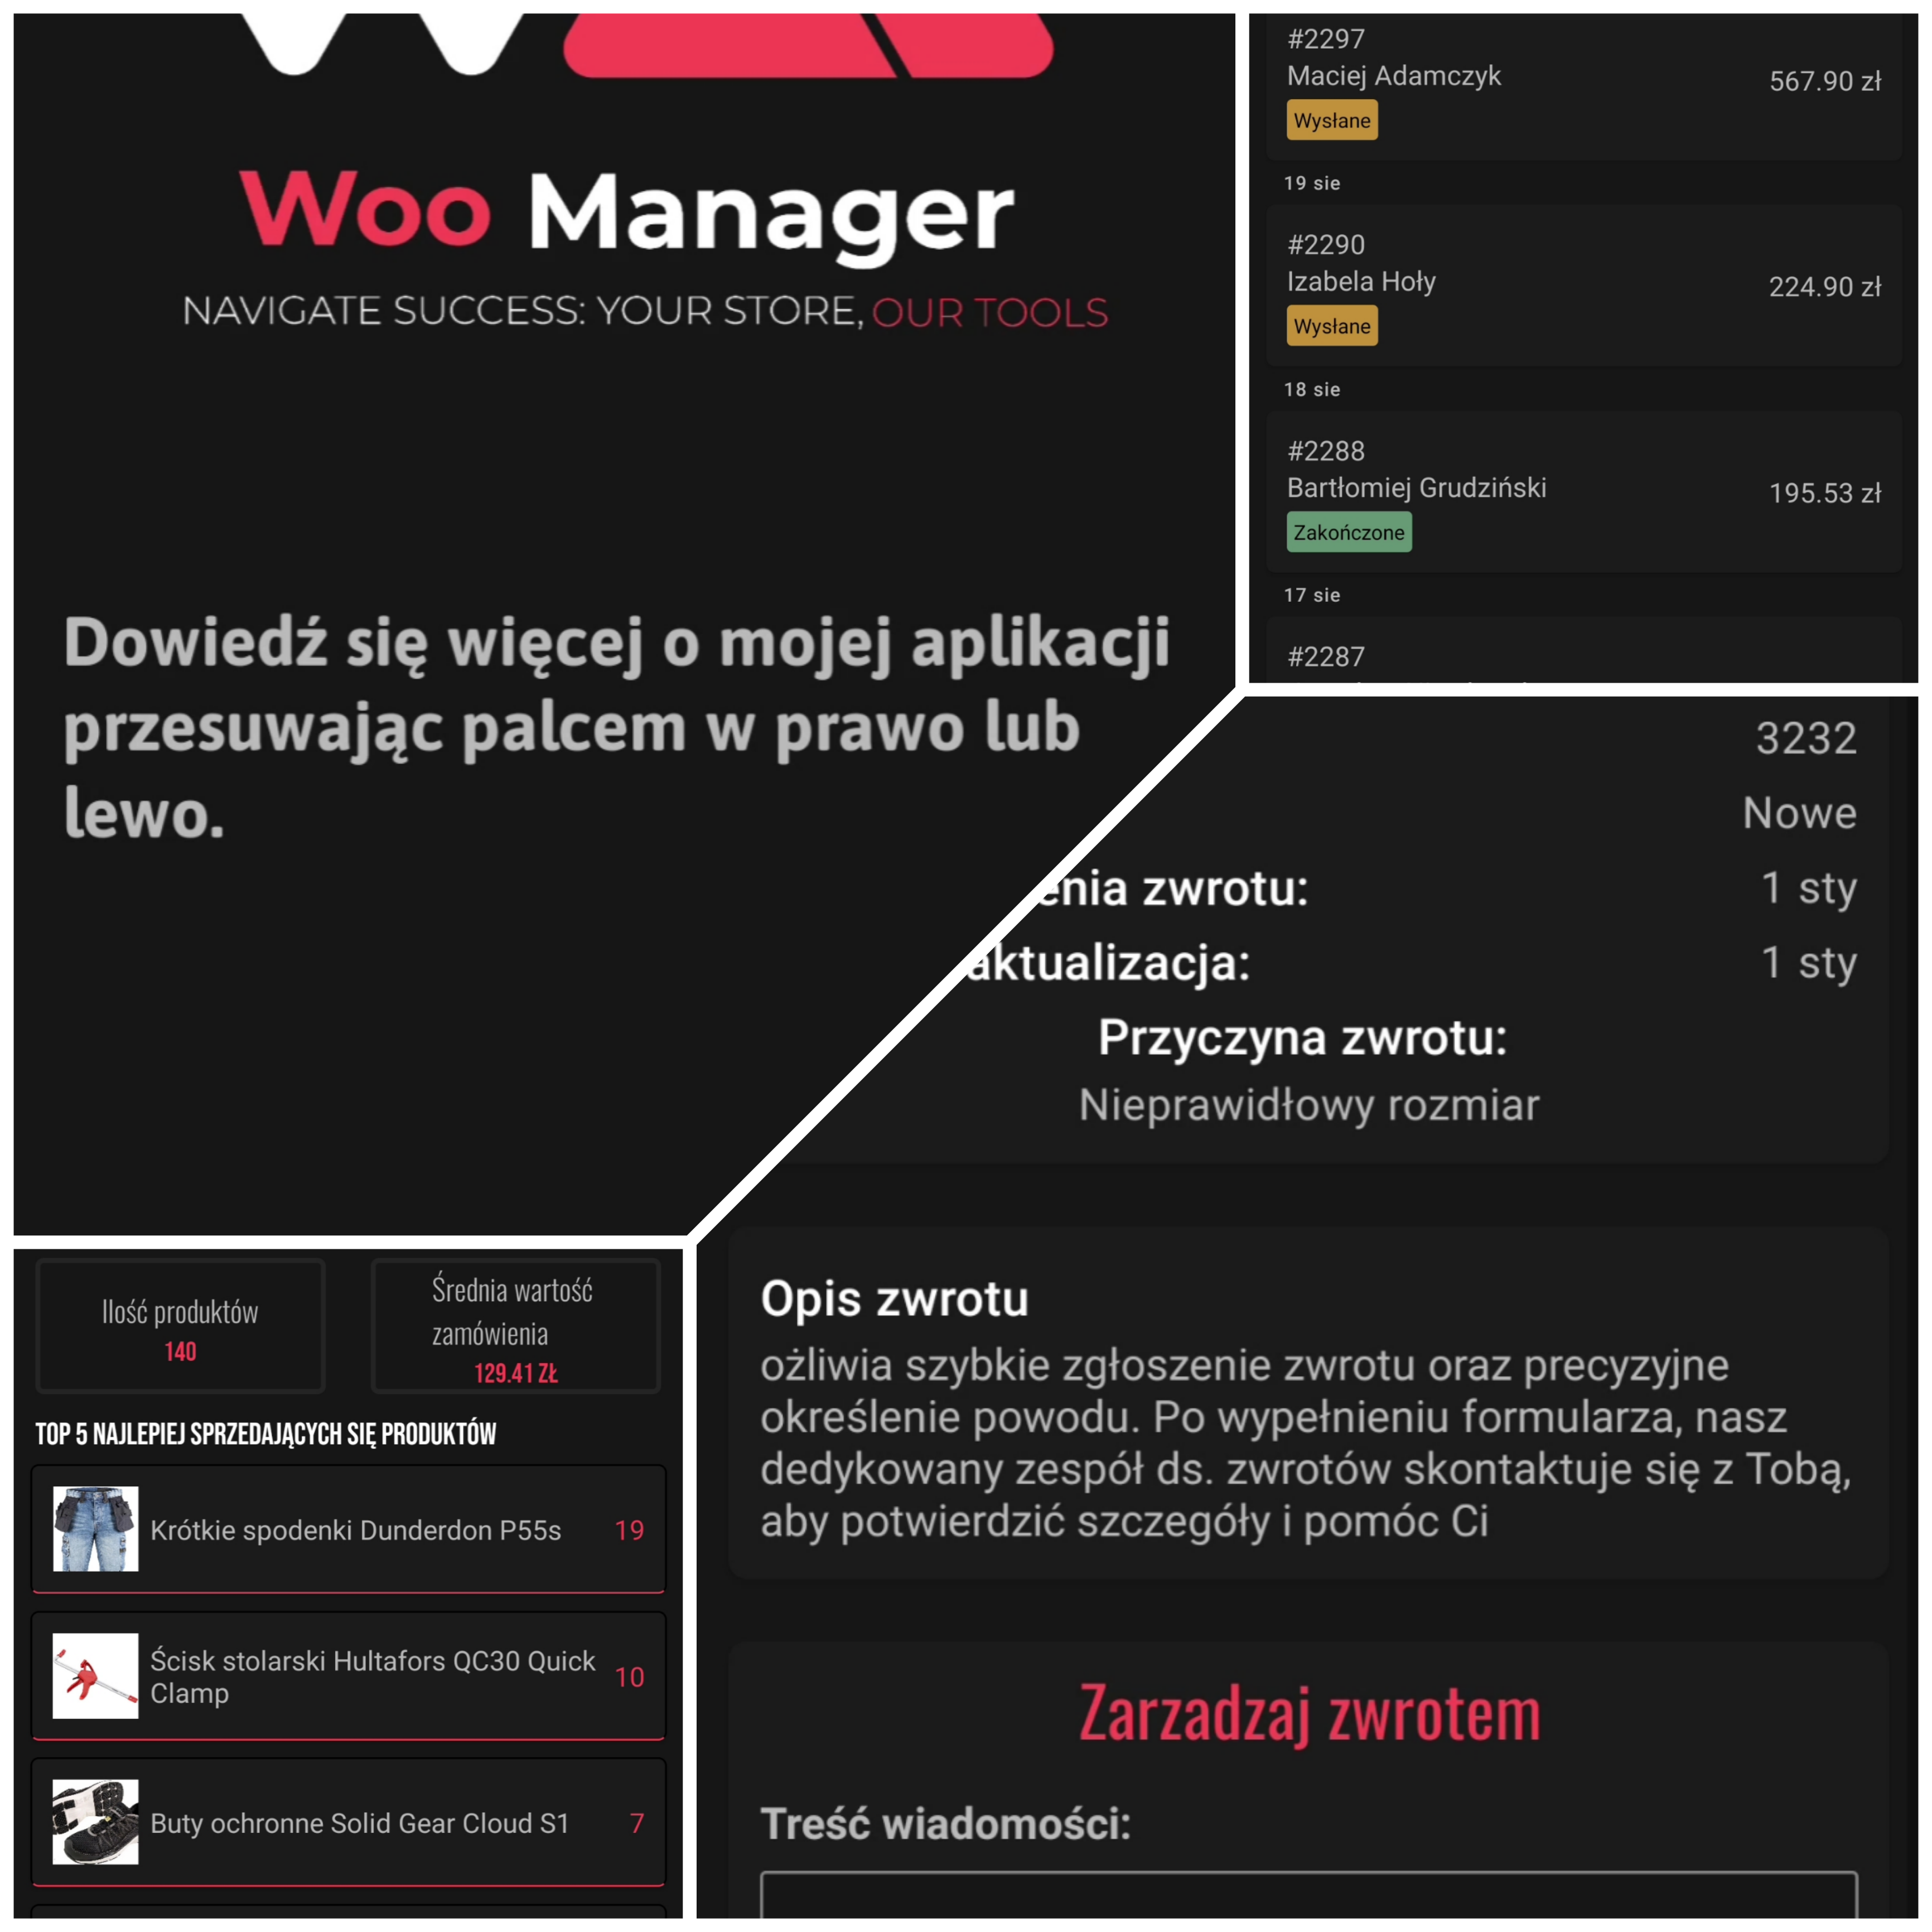 Woo Manager
NAVIGATE SUCCESS: YOUR STORE, OUR TOOLS
Dowiedź się więcej o mojej aplikacji
przesuwając palcem w prawo lub
lewo.
#2297
Maciej Adamczyk
567.90 zł
Wysłane
19 sie
#2290
Izabela Hoły
224.90 zł
Wysłane
18 sie
#2288
Bartłomiej Grudziński
195.53 zł
Zakończone
17 sie
#2287
3232
Nowe
enia zwrotu: 1 sty
aktualizacja: 1 sty
Przyczyna zwrotu:
Nieprawidłowy rozmiar
Opis zwrotu
ożliwia szybkie zgłoszenie zwrotu oraz precyzyjne
określenie powodu. Po wypełnieniu formularza, nasz
dedykowany zespół ds. zwrotów skontaktuje się z Tobą,
aby potwierdzić szczegóły i pomóc Ci
Zarzadzaj zwrotem
Treść wiadomości:
Ilość produktów
140
Średnia wartość
zamówienia
129.41 ZŁ
TOP 5 NAJLEPIEJ SPRZEDAJĄCYCH SIĘ PRODUKTÓW
Krótkie spodenki Dunderdon P55s 19
Ścisk stolarski Hultafors QC30 Quick
Clamp
10
Buty ochronne Solid Gear Cloud S1 7